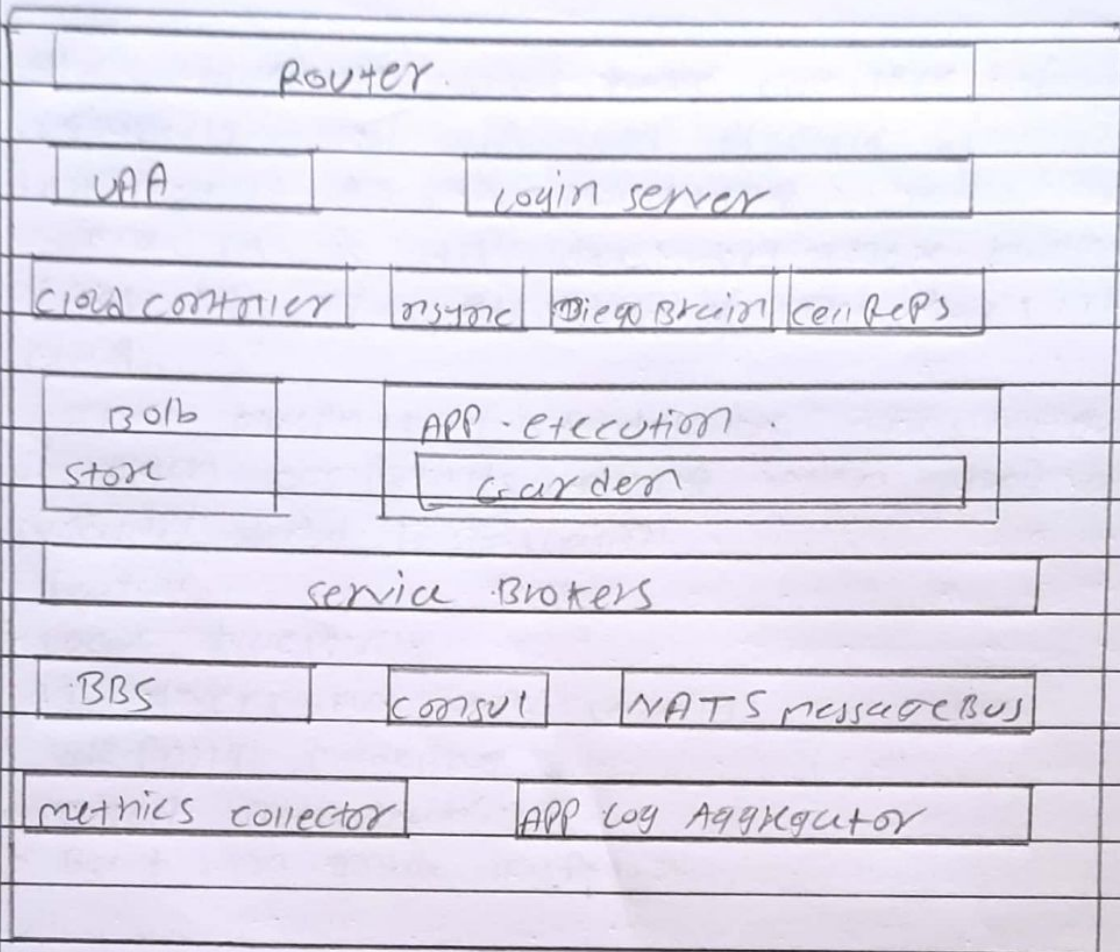 Router.
UAA Login server
Cloud controller nsync Diego Brain Cell Reps
Bolb
store
APP - execution.
Garden
service Brokers
BBS Consul NATS messageBus
metrics collector APP Log Aggregator